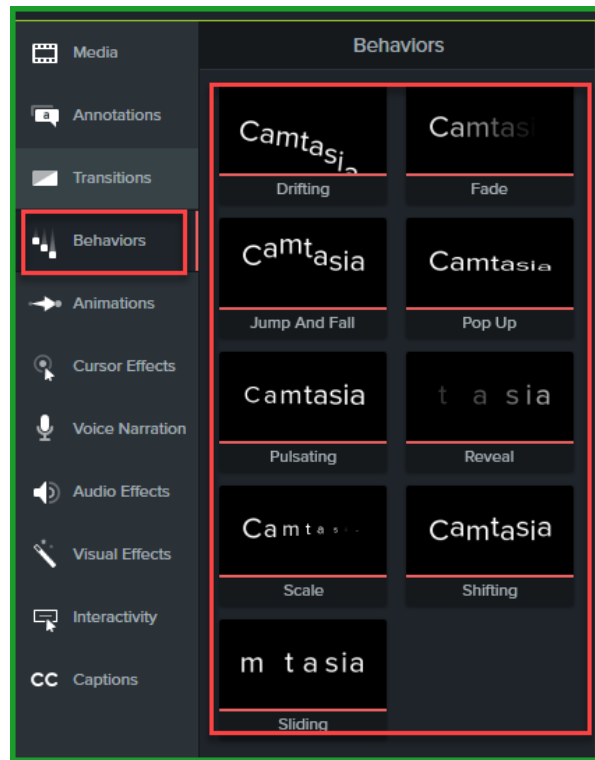 Behaviors
Media
Annotations
Transitions
Behaviors
Animations
Cursor Effects
Voice Narration
Audio Effects
Visual Effects
Interactivity
CC Captions
a
Camtasi
Drifting
Camtasi
Fade
Camtasia
Jump And Fall
Camtasia
Pop Up
Camtasia
Pulsating
t a sia
Reveal
Camtas
Scale
Camtasia
Shifting
m tasia
Sliding